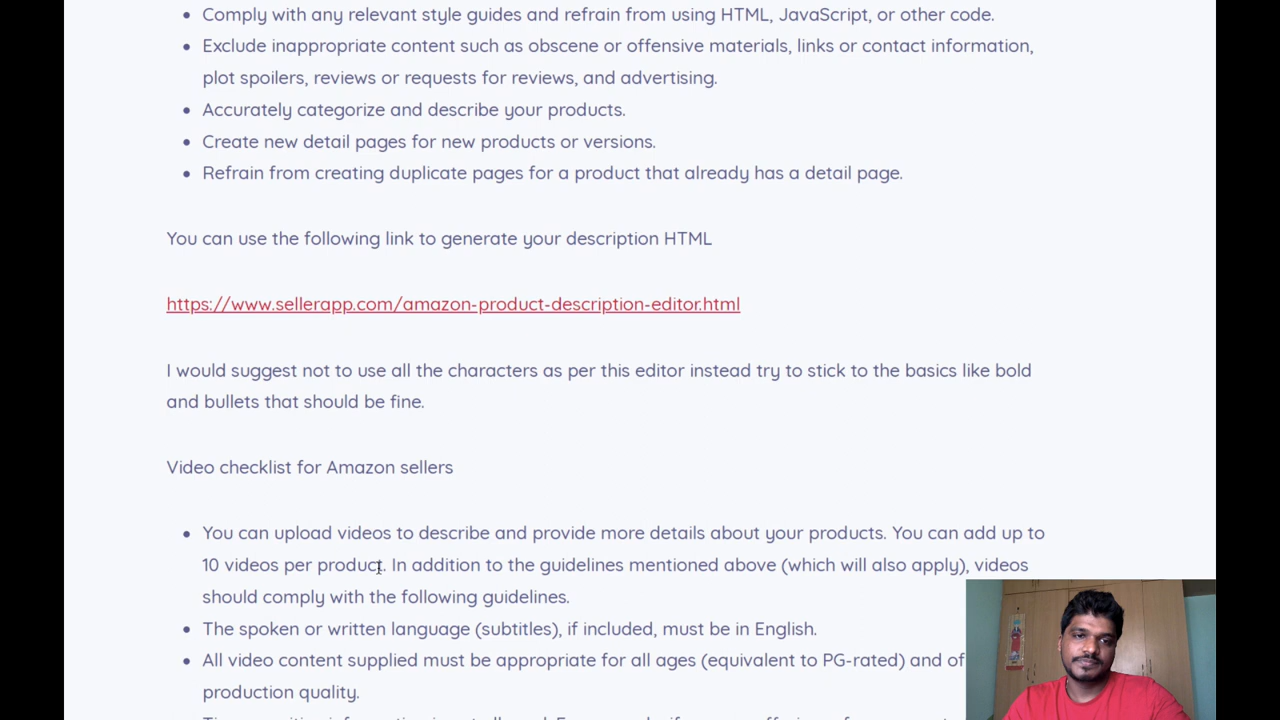 Comply with any relevant style guides and refrain from using HTML, JavaScript, or other code.
Exclude inappropriate content such as obscene or offensive materials, links or contact information,
plot spoilers, reviews or requests for reviews, and advertising.
Accurately categorize and describe your products.
Create new detail pages for new products or versions.
Refrain from creating duplicate pages for a product that already has a detail page.
You can use the following link to generate your description HTML
https://www.sellerapp.com/amazon-product-description-editor.html
I would suggest not to use all the characters as per this editor instead try to stick to the basics like bold
and bullets that should be fine.
Video checklist for Amazon sellers
You can upload videos to describe and provide more details about your products. You can add up to
10 videos per product. In addition to the guidelines mentioned above (which will also apply), videos
should comply with the following guidelines.
The spoken or written language (subtitles), if included, must be in English.
All video content supplied must be appropriate for all ages (equivalent to PG-rated) and of
production quality.